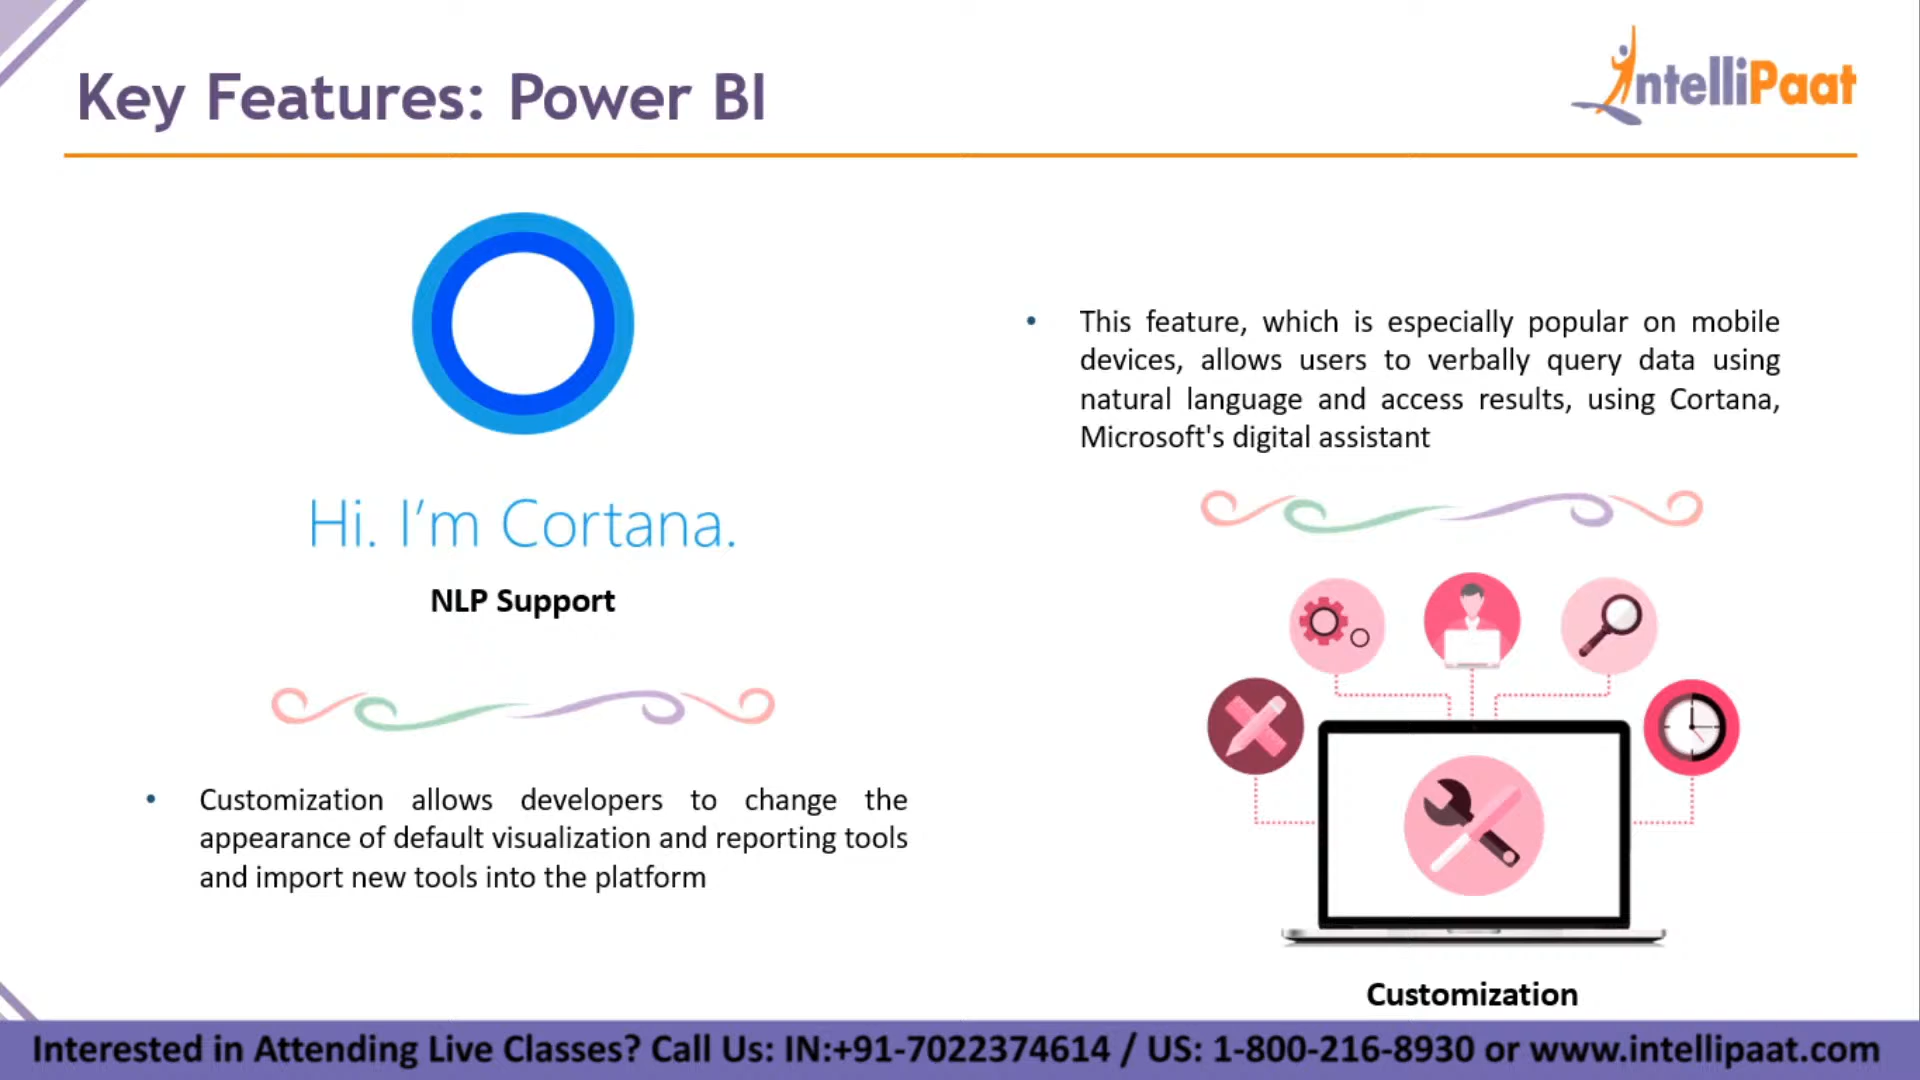 Key Features: Power BI
IntelliPaat
Hi. I’m Cortana.
NLP Support
• This feature, which is especially popular on mobile
devices, allows users to verbally query data using
natural language and access results, using Cortana,
Microsoft's digital assistant
• Customization allows developers to change the
appearance of default visualization and reporting tools
and import new tools into the platform
Customization
Interested in Attending Live Classes? Call Us: IN:+91-7022374614 / US: 1-800-216-8930 or www.intellipaat.com